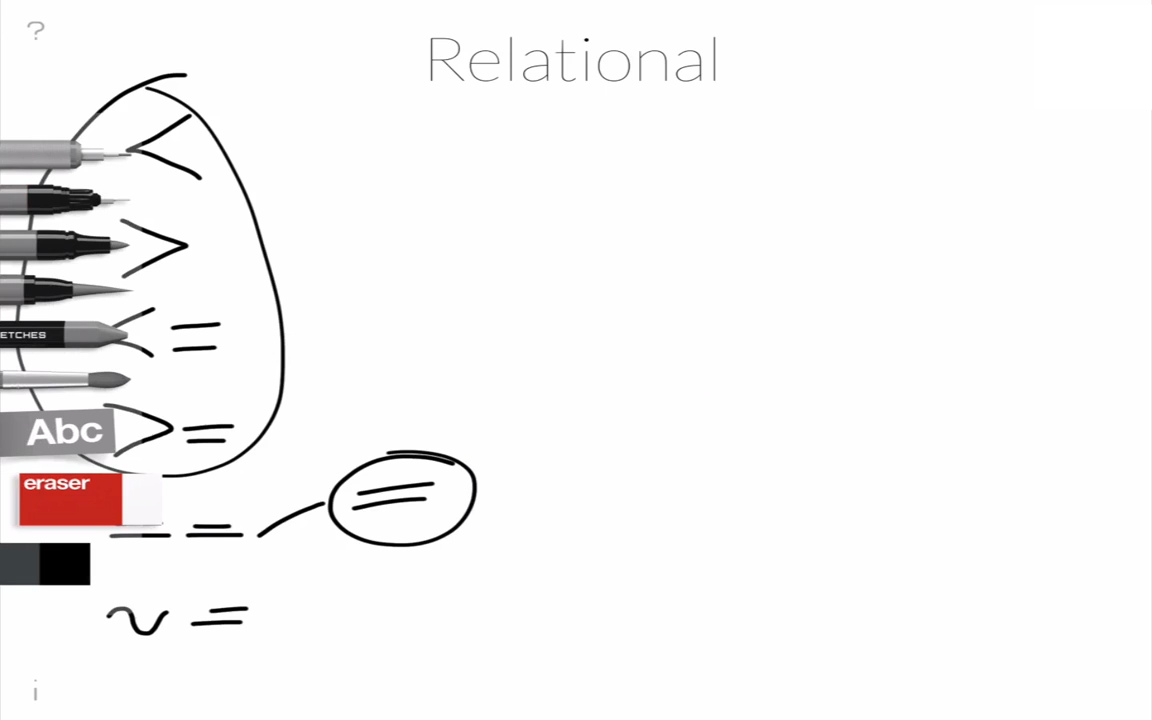 ?
Relational
<
>
< =
ETCHES
> =
Abc
eraser
=
= =
~ =
i